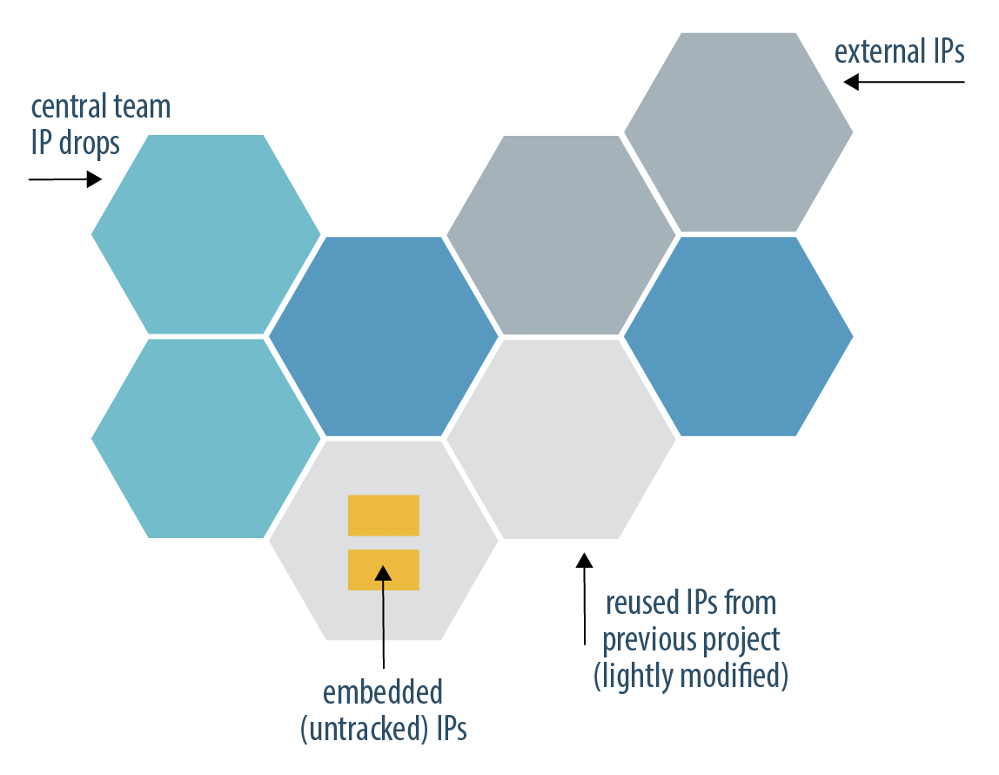 external IPs
central team
IP drops
reused IPs from
previous project
(lightly modified)
embedded
(untracked) IPs